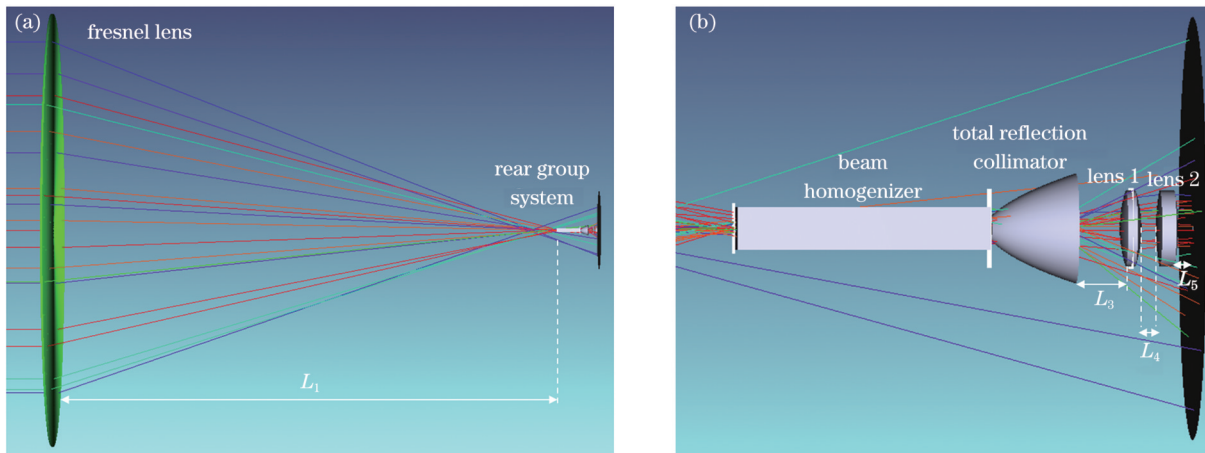 (a)
fresnel lens
rear group
system
L1
(b)
total reflection
collimator
beam
homogenizer
lens 1
lens 2
L3
L4
L5